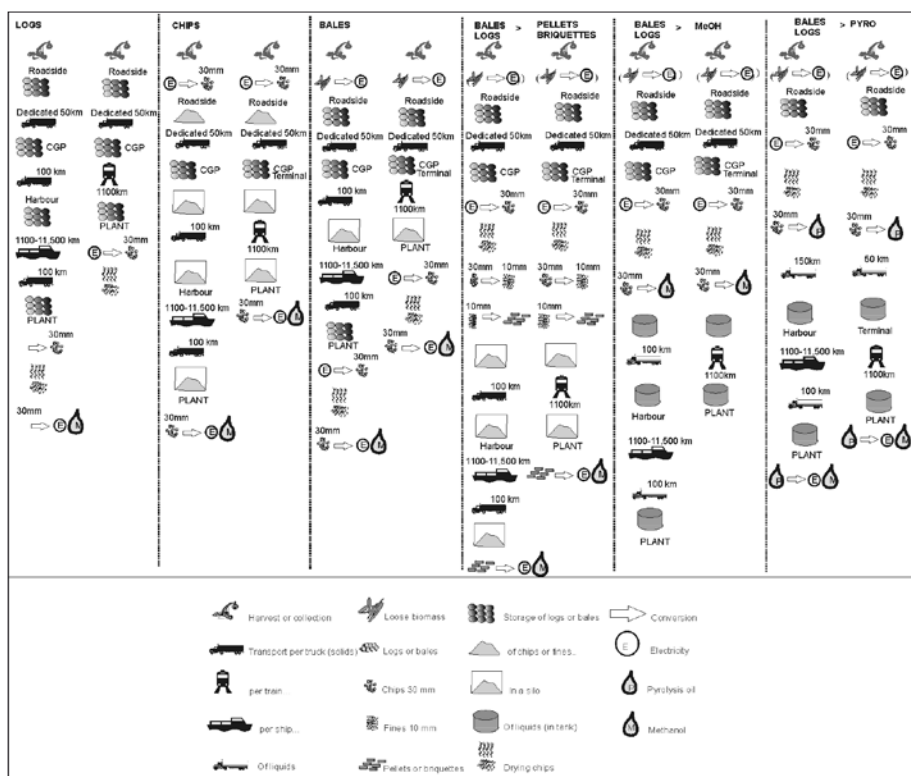 LOGS
Roadside
Dedicated 50km
CGP
100 km
Harbour
1100-11,500 km
100 km
PLANT
30mm
30mm
E M
Roadside
Dedicated 50km
CGP
1100km
PLANT
E 30mm
CHIPS
E 30mm
Roadside
Dedicated 50km
CGP
100 km
Harbour
1100-11,500 km
100 km
PLANT
30mm
E M
E 30mm
Roadside
Dedicated 50km
CGP
Terminal
1100km
PLANT
30mm
E M
BALES
E
Roadside
Dedicated 50km
CGP
100 km
Harbour
1100-11,500 km
100 km
PLANT
E 30mm
30mm
E M
E
Roadside
Dedicated 50km
CGP
Terminal
1100km
PLANT
E 30mm
30mm
E M
BALES
LOGS > PELLETS
BRIQUETTES
( E )
Roadside
Dedicated 50km
CGP
E 30mm
30mm 10mm
10mm
100 km
Harbour
1100-11,500 km
100 km
E M
( E )
Roadside
Dedicated 50km
CGP
Terminal
E 30mm
30mm 10mm
10mm
1100km
PLANT
E M
BALES
LOGS > MeOH
( E )
Roadside
Dedicated 50km
CGP
E 30mm
30mm
M
100 km
Harbour
1100-11,500 km
100 km
PLANT
( E )
Roadside
Dedicated 50km
CGP
Terminal
E 30mm
30mm
M
1100km
PLANT
BALES
LOGS > PYRO
( E )
Roadside
E 30mm
30mm
P
150km
Harbour
1100-11,500 km
100 km
PLANT
P E M
( E )
Roadside
E 30mm
30mm
P
50km
Terminal
1100km
PLANT
P E M
Harvest or collection
Loose biomass
Storage of logs or bales
Conversion
Transport per truck (solids)
Logs or bales
of chips or fines..
E Electricity
per train...
Chips 30 mm
in a silo
P Pyrolysis oil
per ship...
Fines 10 mm
Of liquids (in tank)
M Methanol
Of liquids
Pellets or briquettes
Drying chips